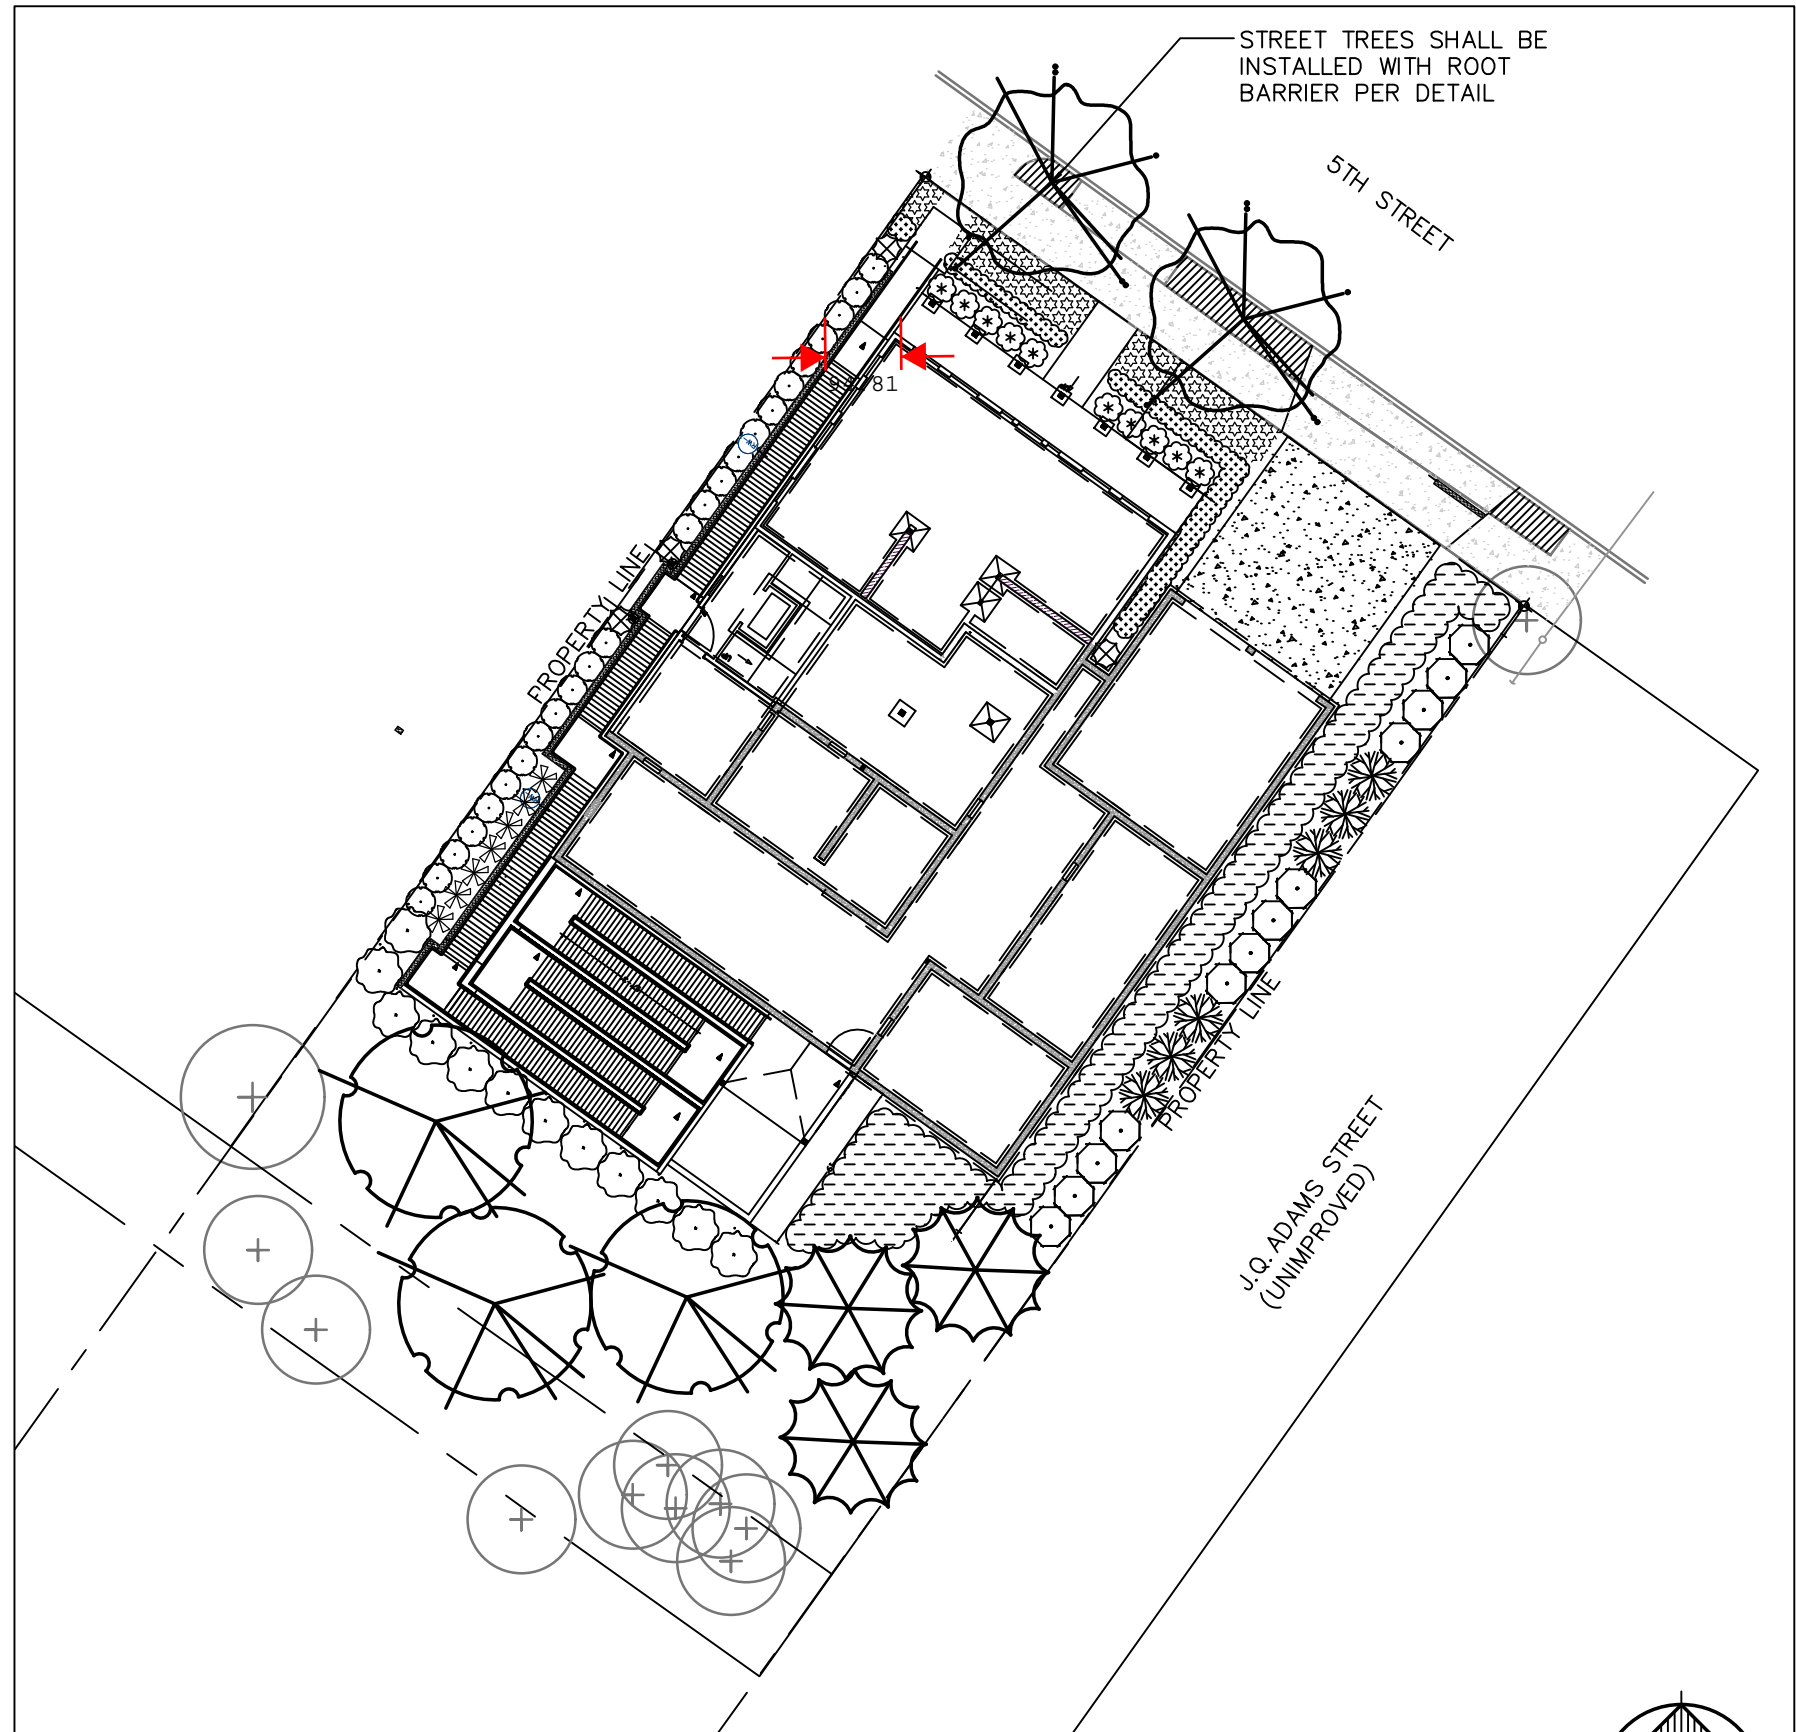 STREET TREES SHALL BE
INSTALLED WITH ROOT
BARRIER PER DETAIL
5TH STREET
PROPERTY LINE
PROPERTY LINE
J.Q. ADAMS STREET
(UNIMPROVED)